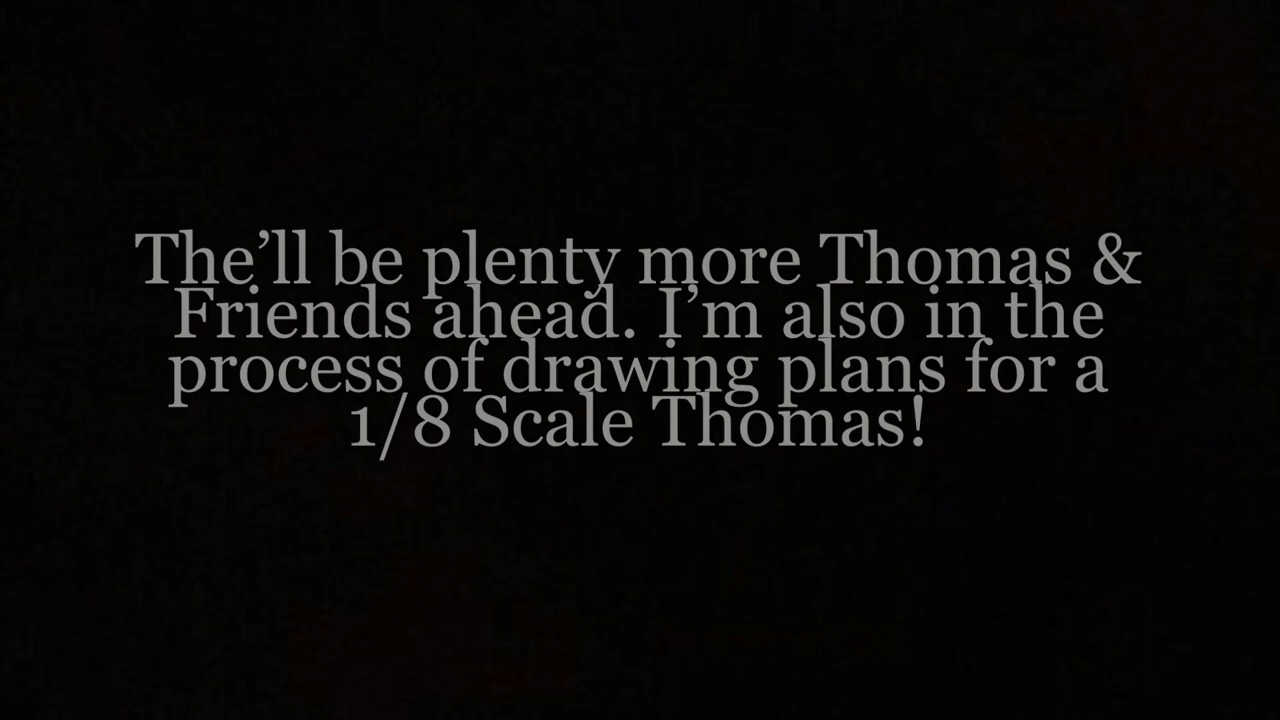 The’ll be plenty more Thomas &
Friends ahead. I’m also in the
process of drawing plans for a
1/8 Scale Thomas!